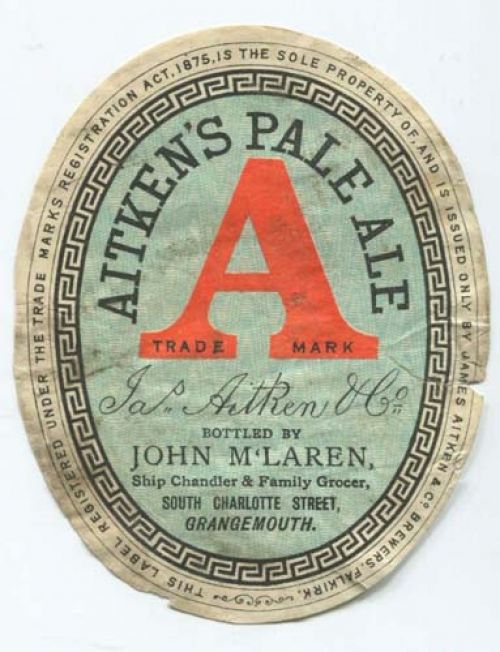 THIS LABEL REGISTERED UNDER THE TRADE MARKS REGISTRATION ACT, 1875, IS THE SOLE PROPERTY OF, AND IS ISSUED ONLY BY JAMES AITKEN & Co BREWERS, FALKIRK.
AITKEN'S PALE ALE
A
TRADE MARK
Jas. Aitken & Co.
BOTTLED BY
JOHN M‘LAREN,
Ship Chandler & Family Grocer,
SOUTH CHARLOTTE STREET,
GRANGEMOUTH.